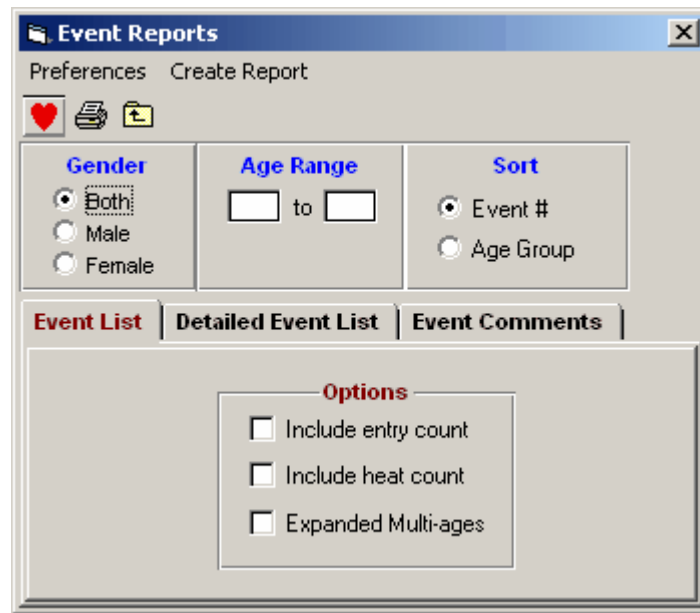 Event Reports
Preferences Create Report
Gender
Both
Male
Female
Age Range
to
Sort
Event #
Age Group
Event List Detailed Event List Event Comments
Options
Include entry count
Include heat count
Expanded Multi-ages